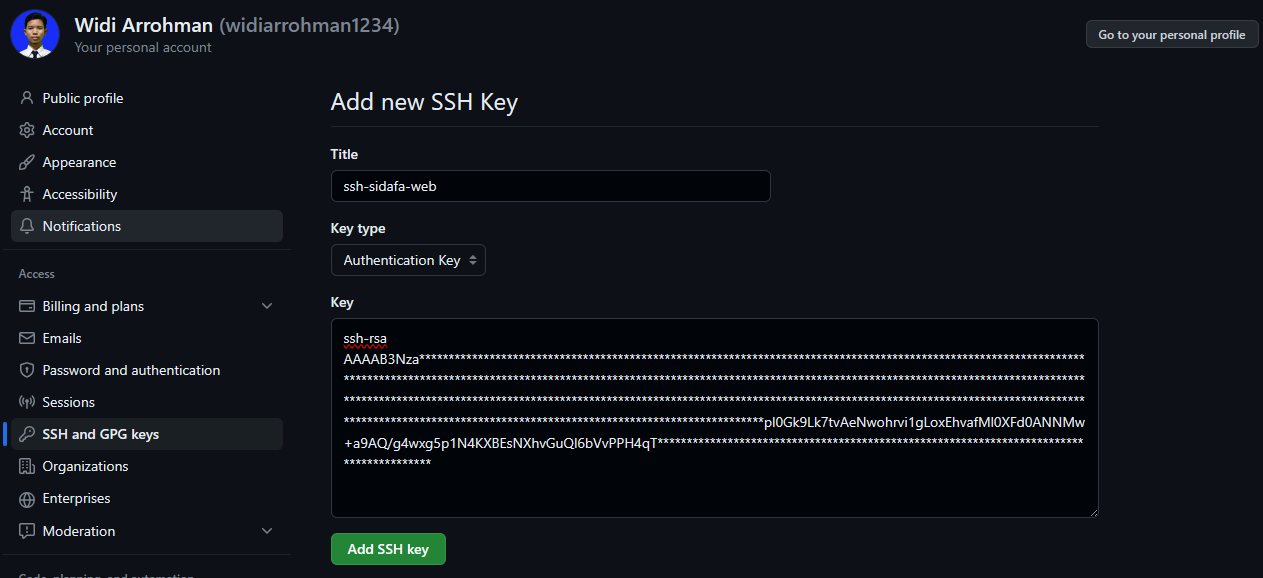 Widi Arrohman (widiarrohman1234)
Your personal account
Go to your personal profile
Public profile
Account
Appearance
Accessibility
Notifications
Access
Billing and plans
Emails
Password and authentication
Sessions
SSH and GPG keys
Organizations
Enterprises
Moderation
Code, planning, and automation
Add new SSH Key
Title
ssh-sidafa-web
Key type
Authentication Key
Key
ssh-rsa
AAAAB3Nza******************************************************************************************************************
*******************************************************************************************************************************
*******************************************************************************************************************************
************************************************************************pI0Gk9Lk7tvAeNwohrvi1gLoxEhvafMI0XFd0ANNMw
+a9AQ/g4wxg5p1N4KXBEsNXhvGuQI6bVvPPH4qT*************************************************************************
***************
Add SSH key